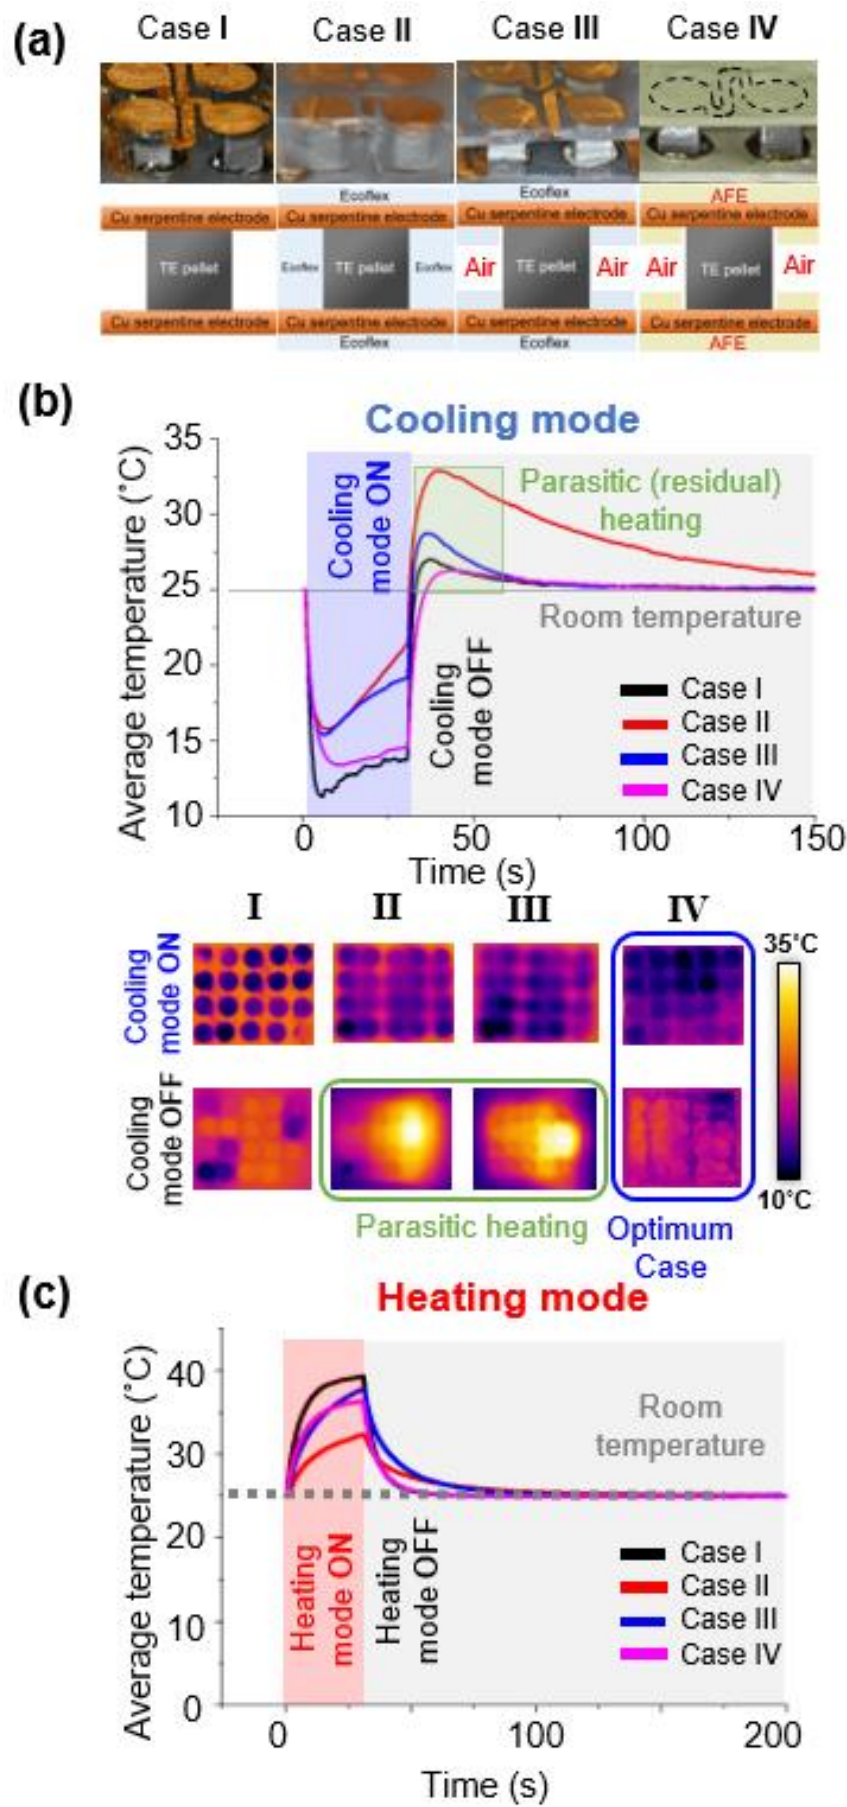 (a)
Case I
Case II
Case III
Case IV
Ecoflex
Ecoflex
AFE
Cu serpentine electrode
Cu serpentine electrode
Cu serpentine electrode
Cu serpentine electrode
TE pellet
Ecoflex
TE pellet
Ecoflex
Air
TE pellet
Air
Air
TE pellet
Air
Cu serpentine electrode
Cu serpentine electrode
Cu serpentine electrode
Cu serpentine electrode
Ecoflex
Ecoflex
AFE
(b)
Cooling mode
Average temperature (°C)
35
30
25
20
15
10
Cooling
mode ON
Parasitic (residual)
heating
Room temperature
Cooling
mode OFF
Case I
Case II
Case III
Case IV
0
50
100
150
Time (s)
I
II
III
IV
Cooling
mode ON
35°C
Cooling
mode OFF
10°C
Parasitic heating
Optimum
Case
(c)
Heating mode
Average temperature (°C)
40
30
20
10
0
Room
temperature
Heating
mode ON
Heating
mode OFF
Case I
Case II
Case III
Case IV
0
100
200
Time (s)